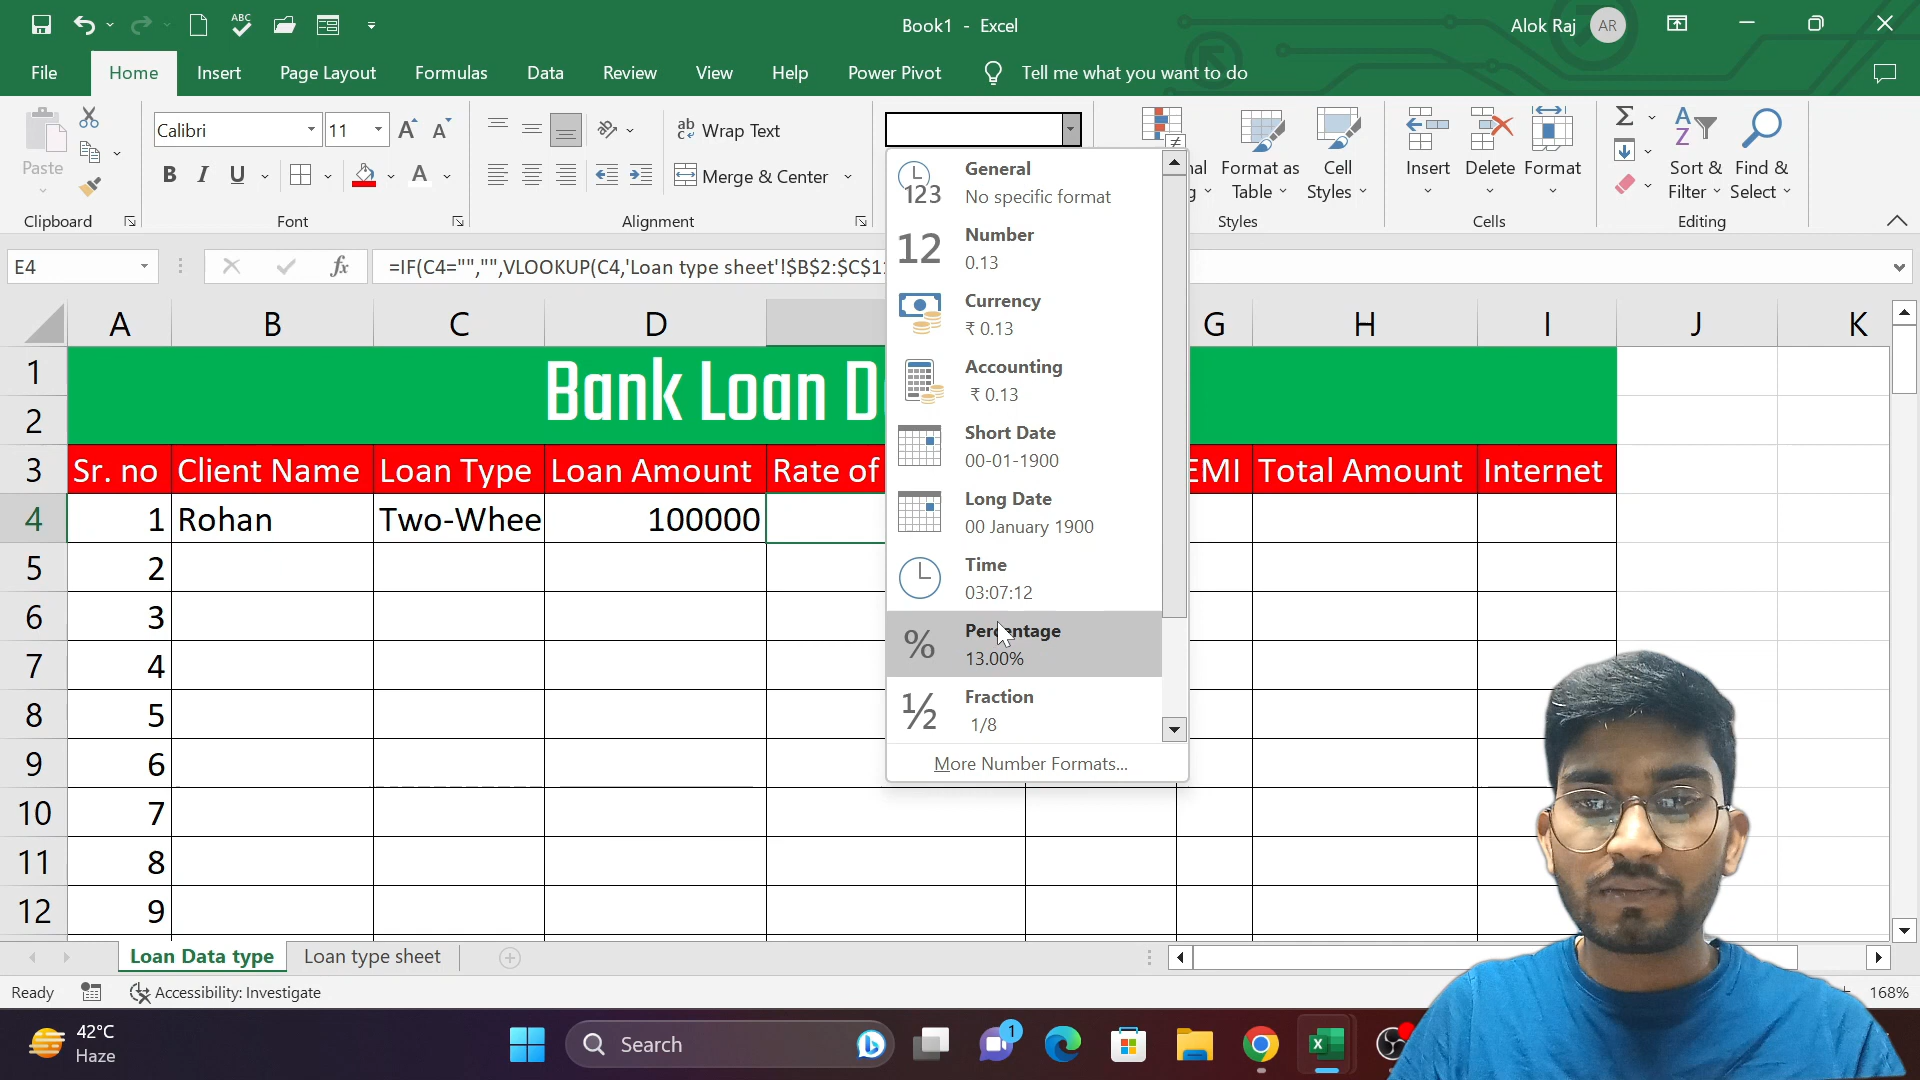 Book1 - Excel
Alok Raj AR
File Home Insert Page Layout Formulas Data Review View Help Power Pivot Tell me what you want to do
Calibri 11
Wrap Text
Paste
B I U
Merge & Center
Format as Table
Cell Styles
Insert Delete Format
Sort & Filter
Find & Select
Clipboard Font Alignment Styles Cells Editing
E4
=IF(C4="","",VLOOKUP(C4,'Loan type sheet'!$B$2:$C$1
General
No specific format
Number
0.13
Currency
₹ 0.13
Accounting
₹ 0.13
Short Date
00-01-1900
Long Date
00 January 1900
Time
03:07:12
Percentage
13.00%
Fraction
1/8
More Number Formats...
A B C D G H I J K
1
Bank Loan D
2
3 Sr. no Client Name Loan Type Loan Amount Rate of EMI Total Amount Internet
4 1 Rohan Two-Whee 100000
5 2
6 3
7 4
8 5
9 6
10 7
11 8
12 9
Loan Data type Loan type sheet
Ready Accessibility: Investigate 168%
42°C
Haze
Search
1